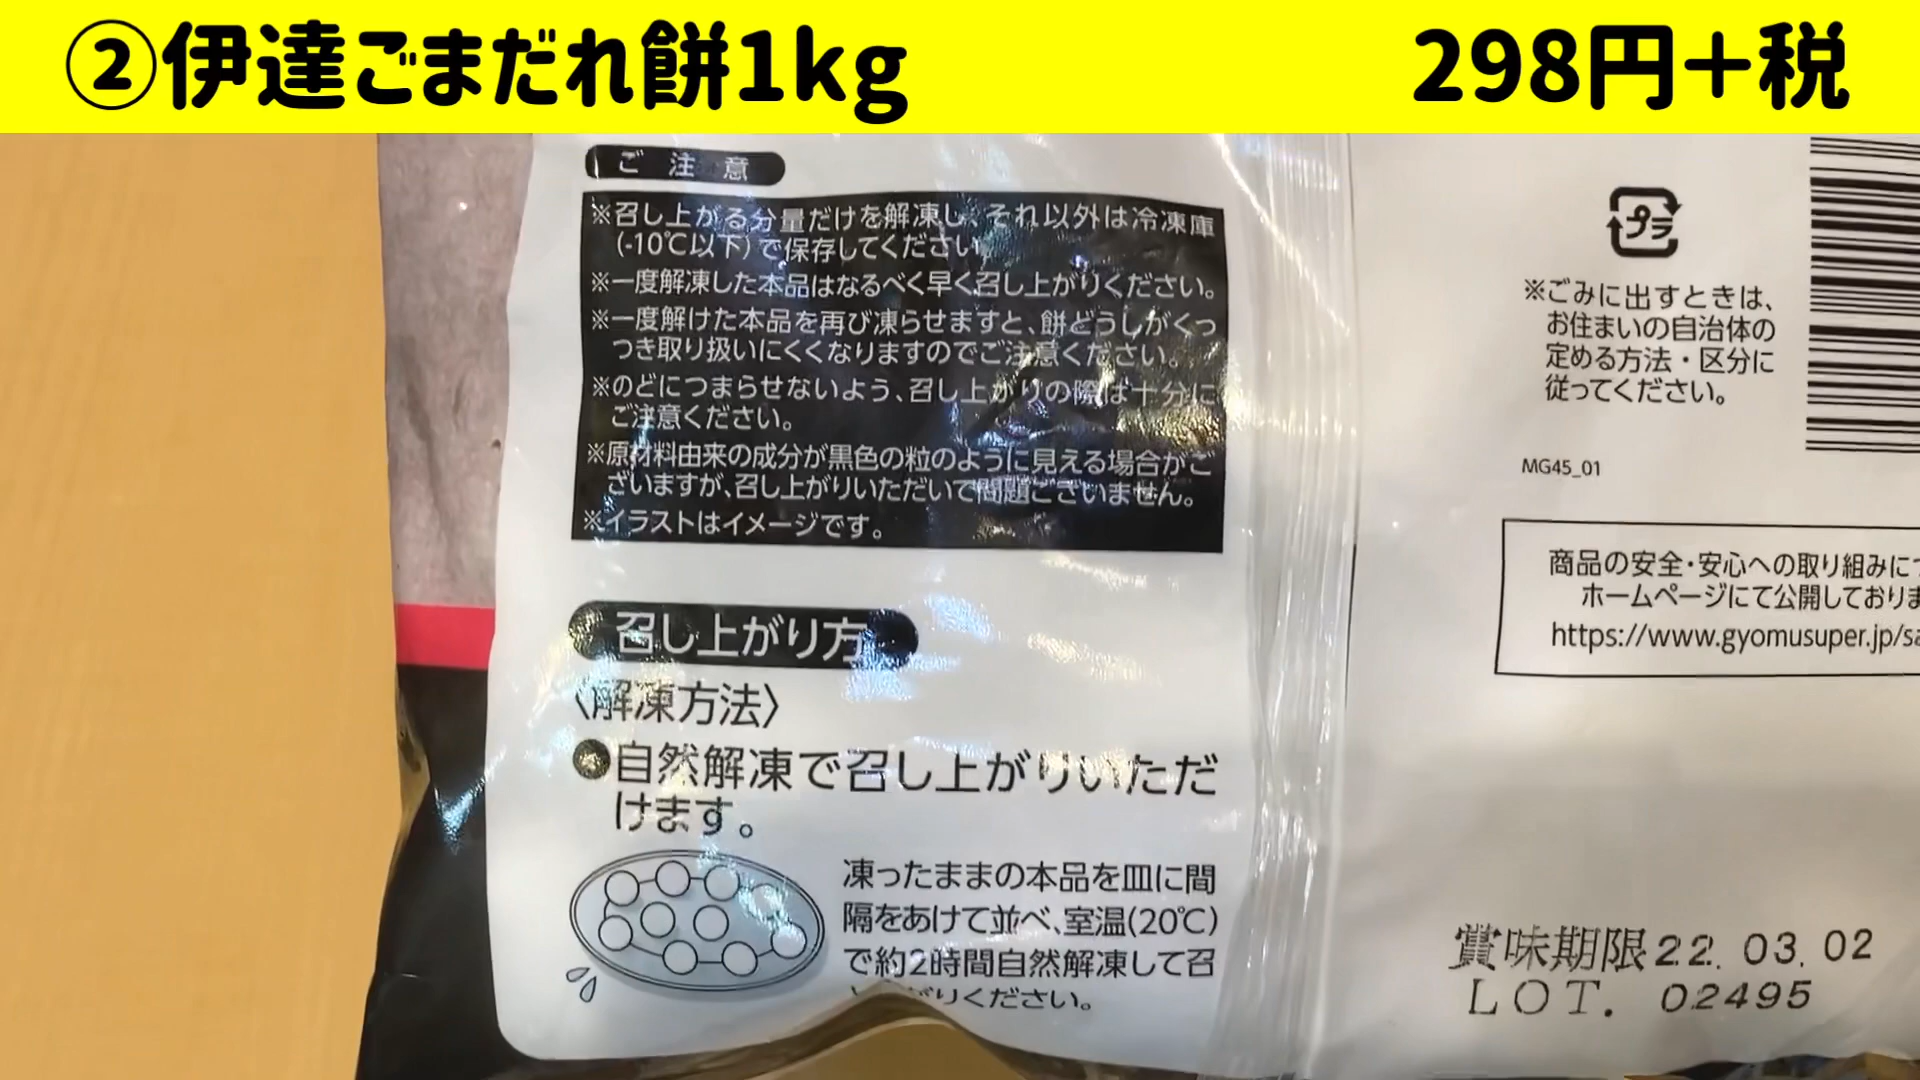 ②伊達ごまだれ餅1kg
298円+税
ご注意
※召し上がる分量だけを解凍し、それ以外は冷凍庫
(-10℃以下)で保存してください。
※一度解凍した本品はなるべく早く召し上がりください。
※一度解けた本品を再び凍らせますと、餅どうしがくっ
つき取り扱いにくくなりますのでご注意ください。
※のどにつまらせないよう、召し上がりの際は十分に
ご注意ください。
※原材料由来の成分が黒色の粒のように見える場合がご
ざいますが、召し上がりいただいて問題ございません。
※イラストはイメージです。
召し上がり方
〈解凍方法〉
●自然解凍で召し上がりいただ
けます。
凍ったままの本品を皿に間
隔をあけて並べ、室温(20℃)
で約2時間自然解凍して召
し上がりください。
プラ
※ごみに出すときは、
お住まいの自治体の
定める方法・区分に
従ってください。
MG45_01
商品の安全・安心への取り組みにつ
ホームページにて公開しておりま
https://www.gyomusuper.jp/sa
賞味期限22.03.02
LOT. 02495